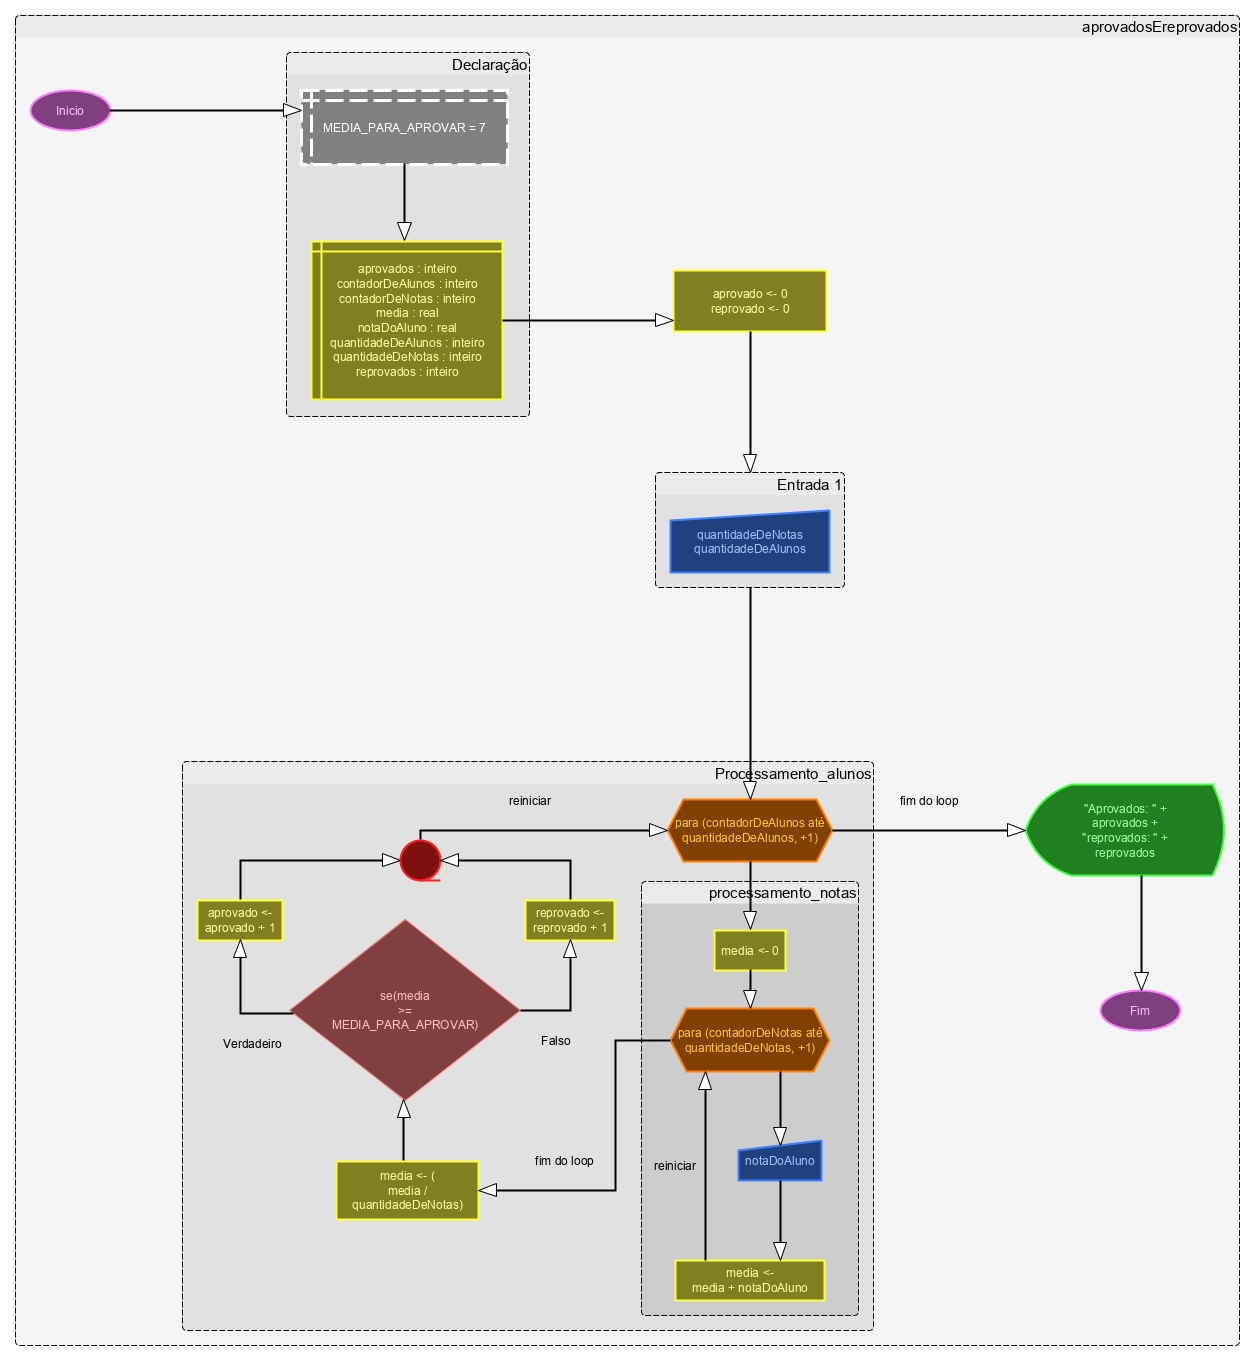 aprovadosEreprovados
Declaração
Inicio
MEDIA_PARA_APROVAR = 7
aprovados : inteiro
contadorDeAlunos : inteiro
contadorDeNotas : inteiro
media : real
notaDoAluno : real
quantidadeDeAlunos : inteiro
quantidadeDeNotas : inteiro
reprovados : inteiro
aprovado <- 0
reprovado <- 0
Entrada 1
quantidadeDeNotas
quantidadeDeAlunos
Processamento_alunos
reiniciar
para (contadorDeAlunos até
quantidadeDeAlunos, +1)
fim do loop
"Aprovados: " +
aprovados +
"reprovados: " +
reprovados
Fim
processamento_notas
media <- 0
para (contadorDeNotas até
quantidadeDeNotas, +1)
notaDoAluno
reiniciar
media <-
media + notaDoAluno
fim do loop
media <- (
media /
quantidadeDeNotas)
se(media
>=
MEDIA_PARA_APROVAR)
Verdadeiro
Falso
aprovado <-
aprovado + 1
reprovado <-
reprovado + 1